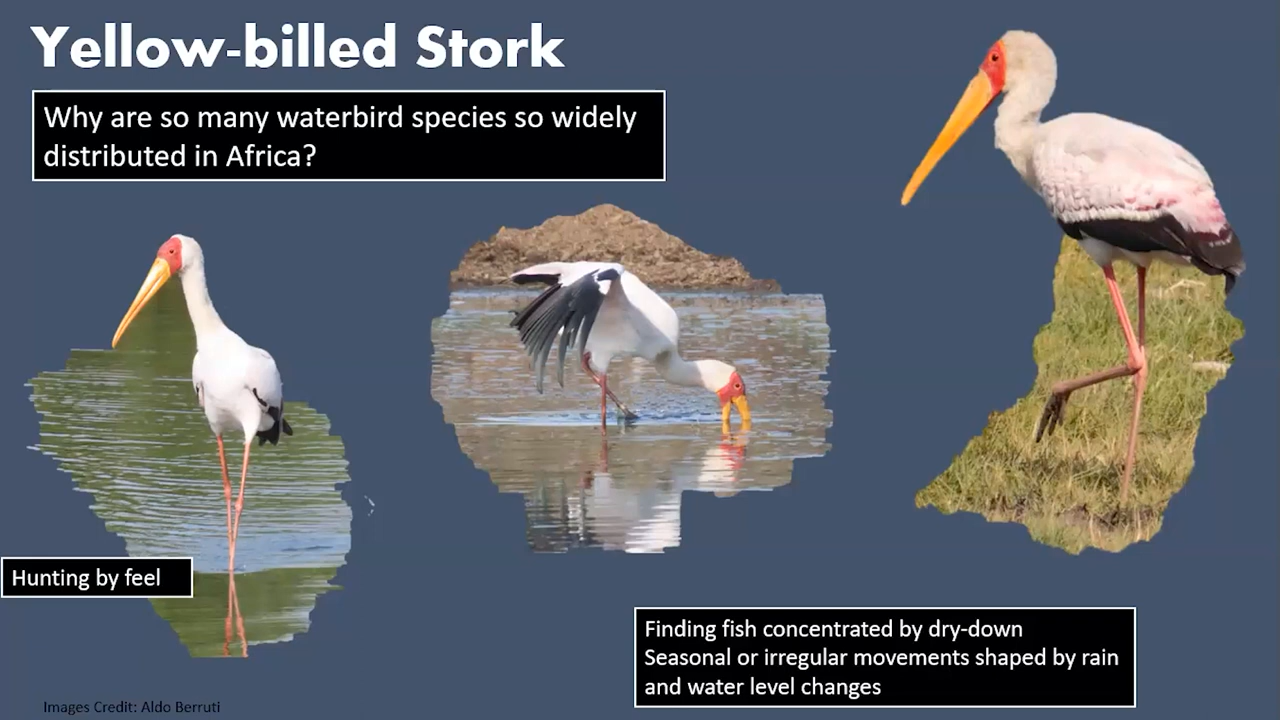 Yellow-billed Stork
Why are so many waterbird species so widely
distributed in Africa?
Hunting by feel
Finding fish concentrated by dry-down
Seasonal or irregular movements shaped by rain
and water level changes
Images Credit: Aldo Berruti